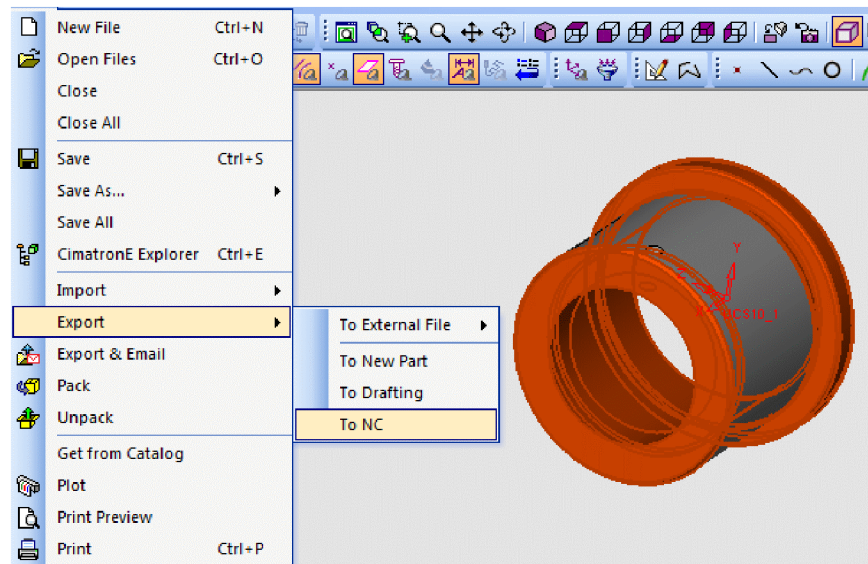 New File Ctrl+N
Open Files Ctrl+O
Close
Close All
Save Ctrl+S
Save As...
Save All
CimatronE Explorer Ctrl+E
Import
Export
To External File
To New Part
To Drafting
To NC
Export & Email
Pack
Unpack
Get from Catalog
Plot
Print Preview
Print Ctrl+P
Y
UCS10_1